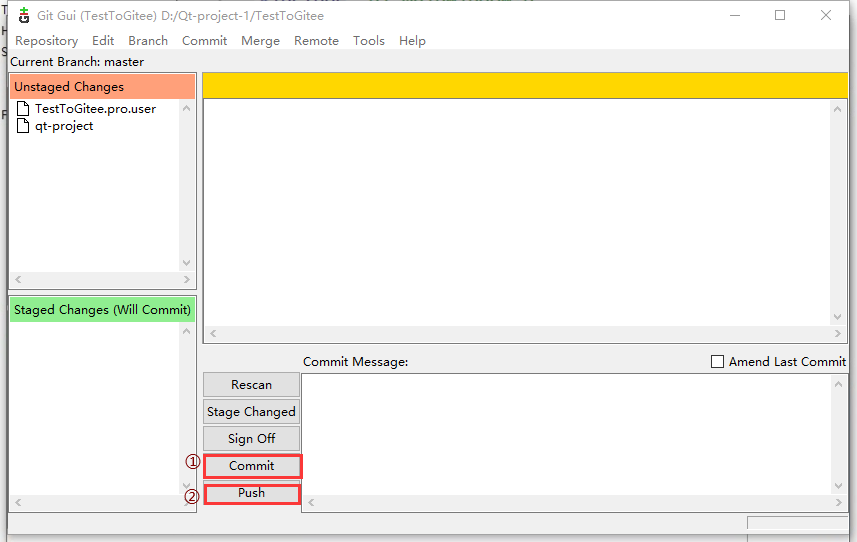 Git Gui (TestToGitee) D:/Qt-project-1/TestToGitee
Repository Edit Branch Commit Merge Remote Tools Help
Current Branch: master
Unstaged Changes
TestToGitee.pro.user
qt-project
Staged Changes (Will Commit)
Commit Message:
Amend Last Commit
Rescan
Stage Changed
Sign Off
① Commit
② Push